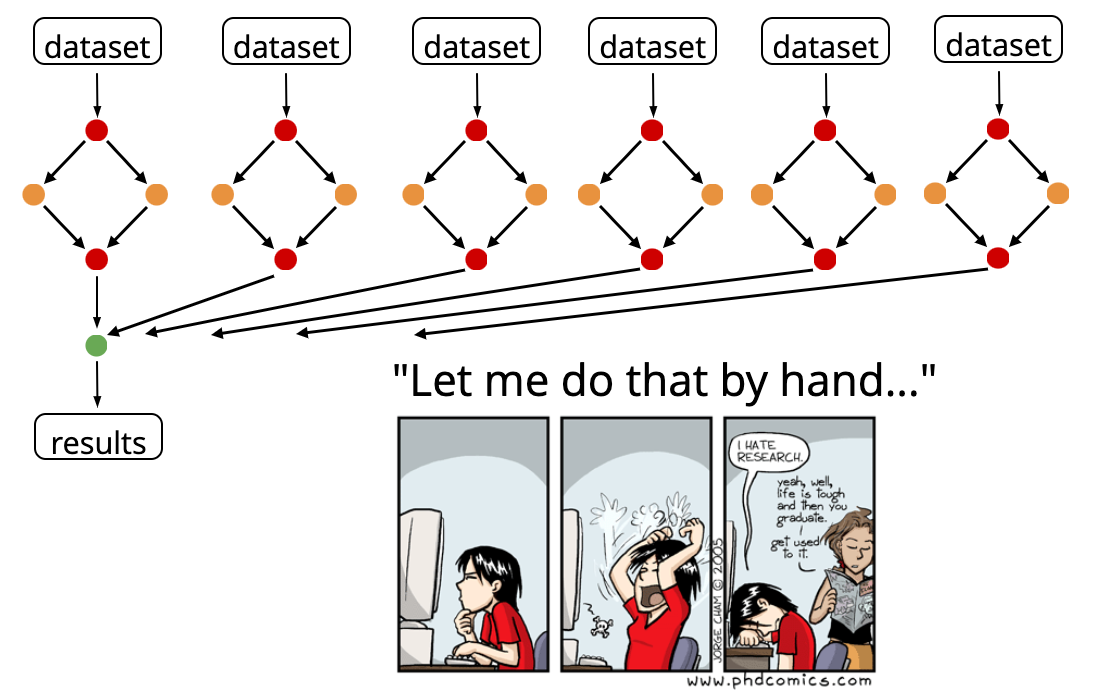 dataset
dataset
dataset
dataset
dataset
dataset
results
"Let me do that by hand..."
I HATE
RESEARCH.
yeah, well,
life is tough
and then you
graduate.
get used
to it.
JORGE CHAM © 2005
www.phdcomics.com